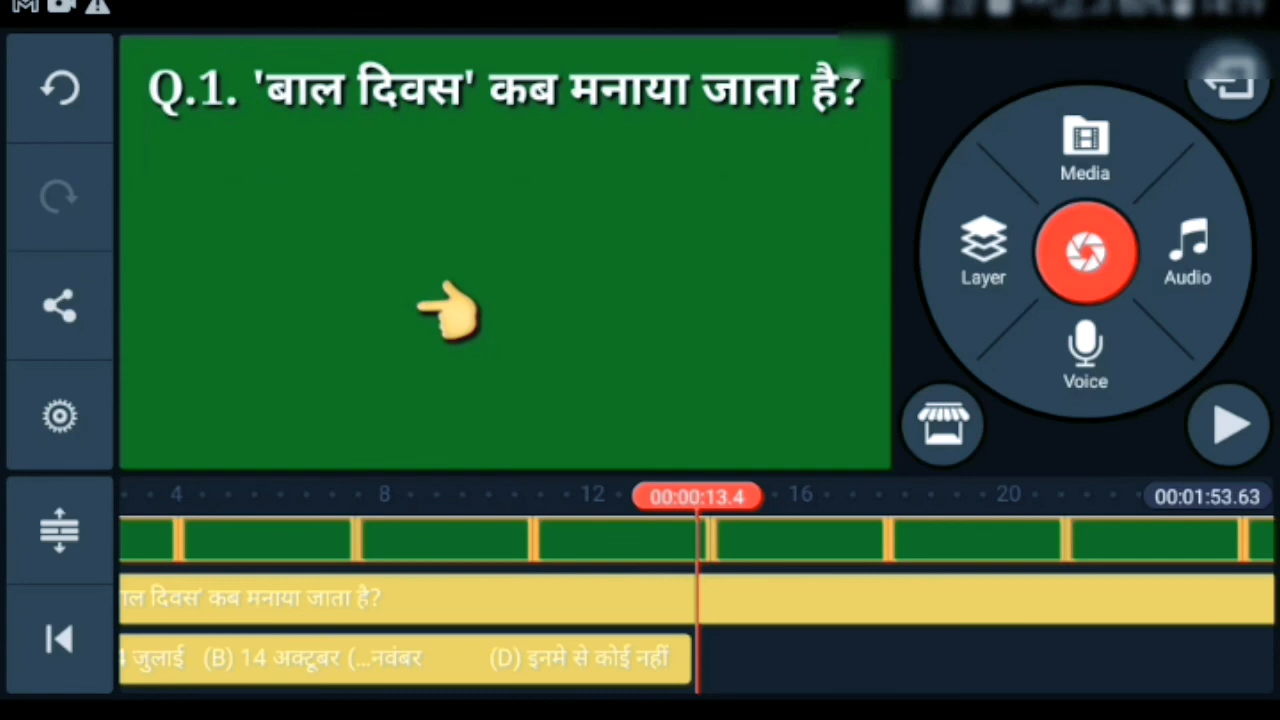 Q.1. 'बाल दिवस' कब मनाया जाता है?
Media
Layer
Audio
Voice
4 8 12 00:00:13.4 16 20 00:01:53.63
दिवस' कब मनाया जाता है?
जुलाई (B) 14 अक्टूबर (...नवंबर (D) इनमे से कोई नहीं